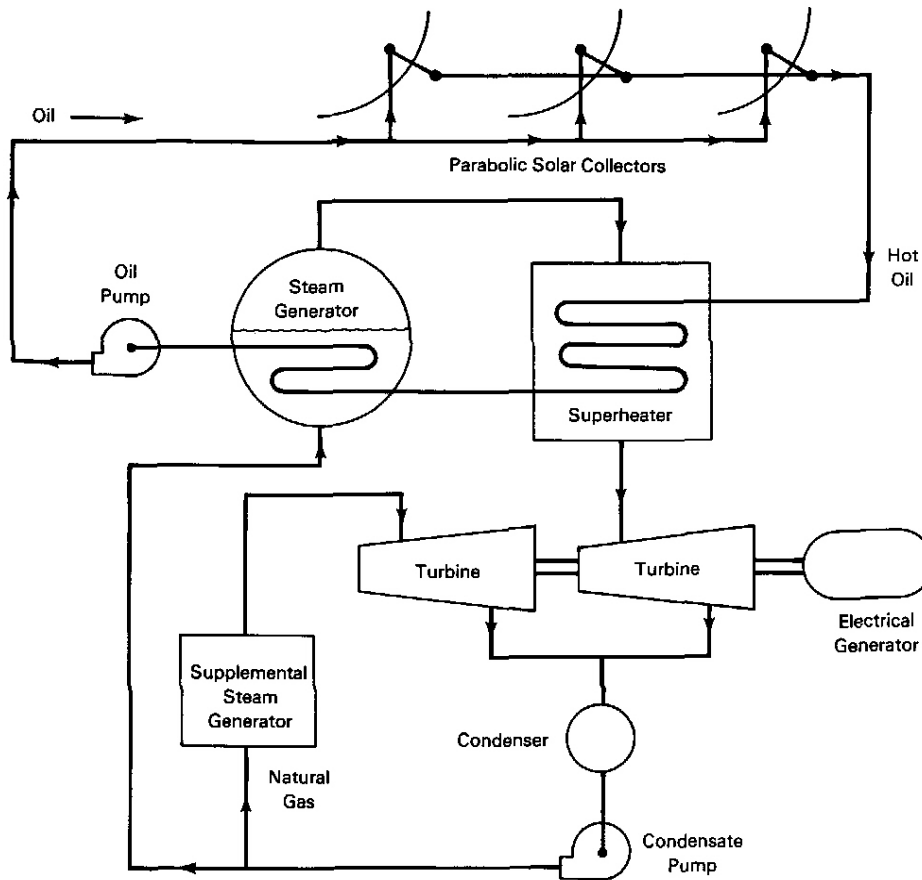 Oil
Parabolic Solar Collectors
Hot
Oil
Oil
Pump
Steam
Generator
Superheater
Turbine
Turbine
Electrical
Generator
Supplemental
Steam
Generator
Condenser
Natural
Gas
Condensate
Pump